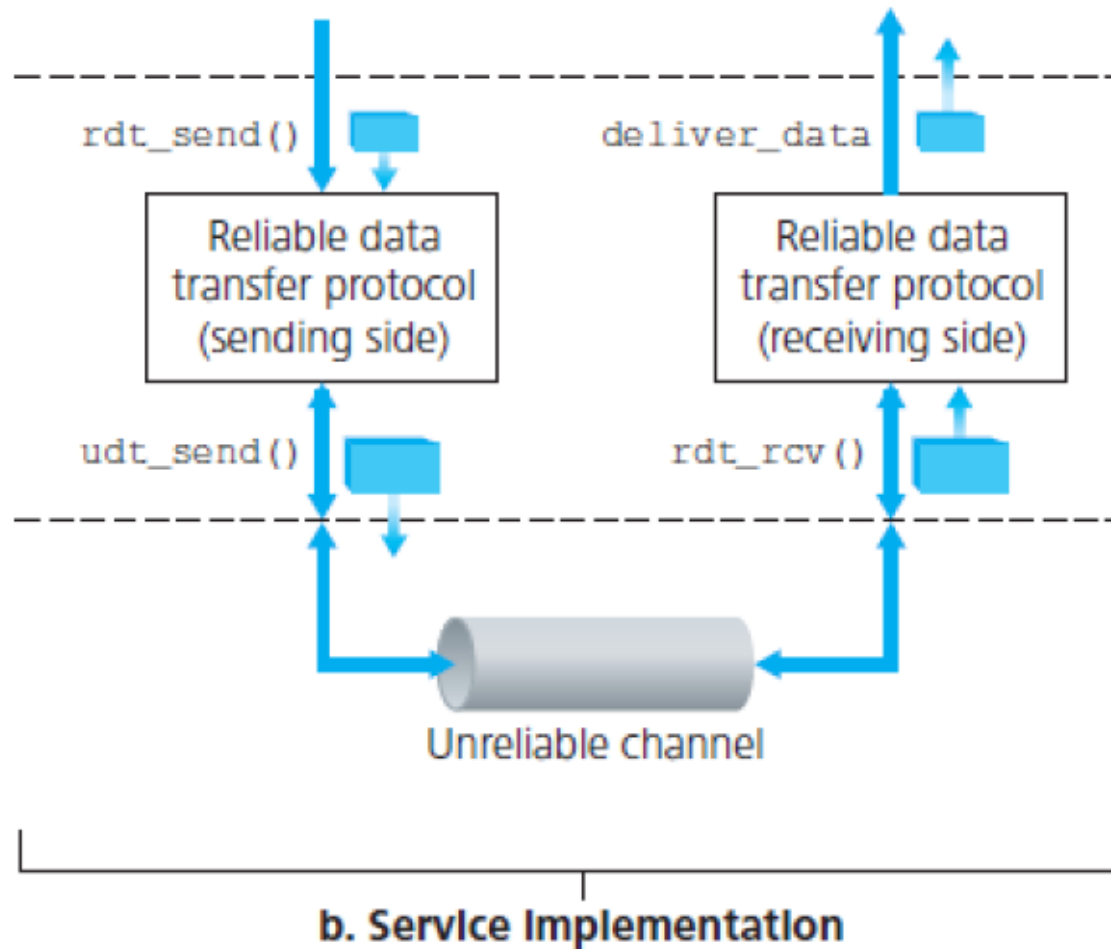 rdt_send()
deliver_data
Reliable data
transfer protocol
(sending side)
Reliable data
transfer protocol
(receiving side)
udt_send()
rdt_rcv()
Unreliable channel
b. Service implementation